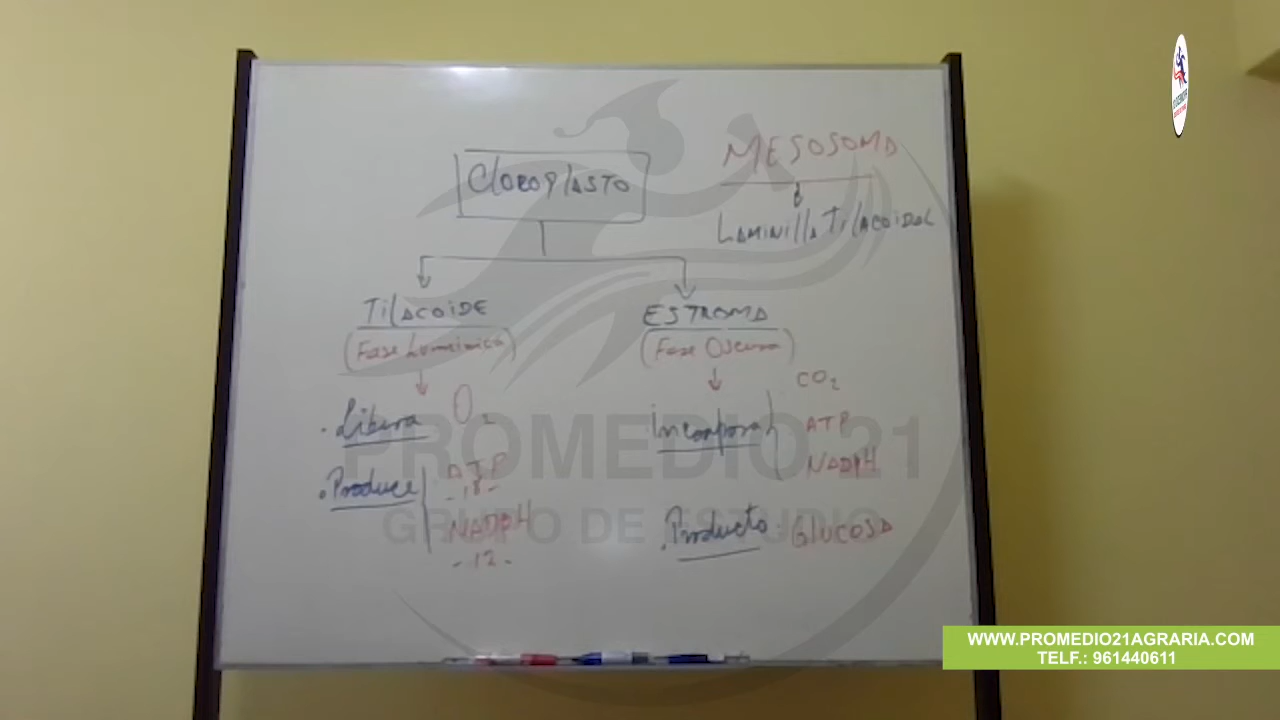 CLOROPLASTO
MESOSOMA
LAMINILLA TILACOIDAL
TILACOIDE
(Fase Luminica)
ESTROMA
(Fase Oscura)
. Libera O2
. Produce
ATP
- 18 -
NADPH
- 12 -
Incorpora
CO2
ATP
NADPH
. Producto: GLUCOSA
PROMEDIO 21
GRUPO DE ESTUDIO
WWW.PROMEDIO21AGRARIA.COM
TELF.: 961440611